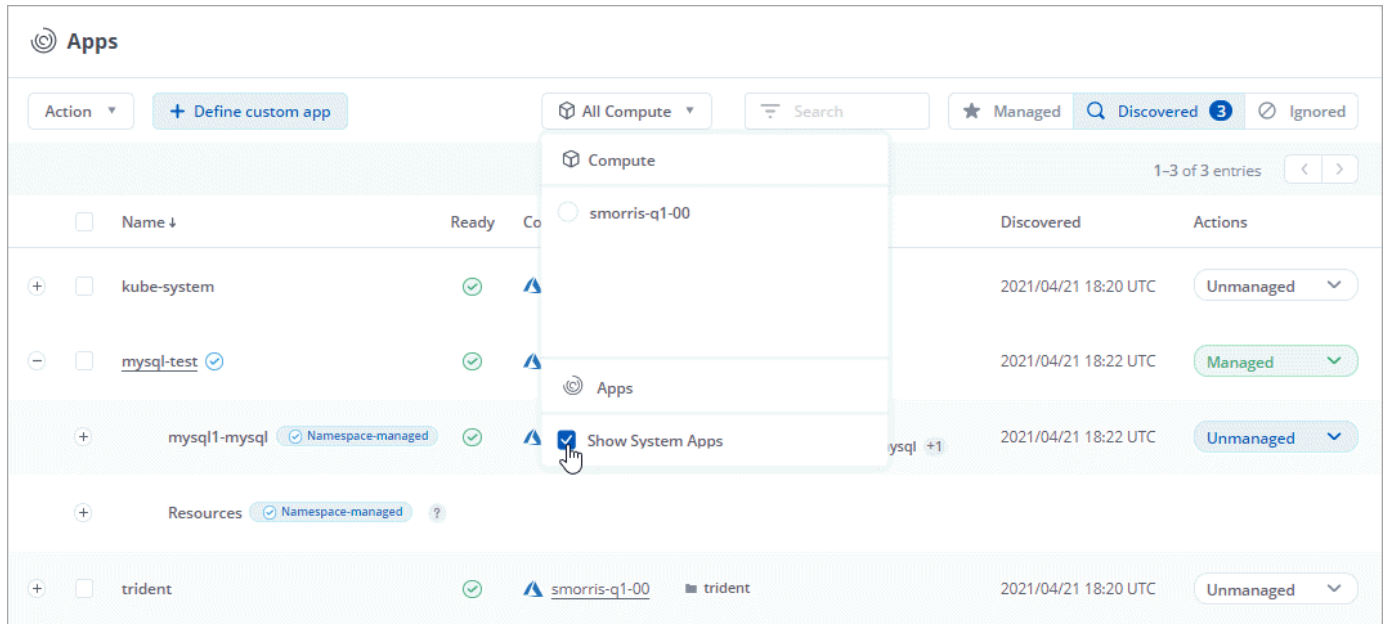 Apps
Action ▼ + Define custom app All Compute ▼ Search Managed Discovered 3 Ignored
Compute
1–3 of 3 entries < >
Name ↓ Ready Co smorris-q1-00 Discovered Actions
kube-system 2021/04/21 18:20 UTC Unmanaged
mysql-test 2021/04/21 18:22 UTC Managed
Apps
mysql1-mysql Namespace-managed Show System Apps ysql +1 2021/04/21 18:22 UTC Unmanaged
Resources Namespace-managed ?
trident smorris-q1-00 trident 2021/04/21 18:20 UTC Unmanaged